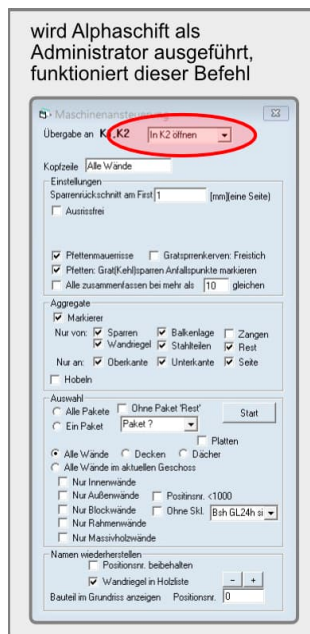 wird Alphaschift als
Administrator ausgeführt,
funktioniert dieser Befehl
Maschinenansteuerung
Übergabe an K1,K2 In K2 öffnen
Kopfzeile Alle Wände
Einstellungen
Sparrenrückschnitt am First 1 [mm](eine Seite)
Ausrissfrei
Pfettenmauerrisse Gratsprrenkerven: Freistich
Pfetten: Grat(Kehl)sparren Anfallspunkte markieren
Alle zusammenfassen bei mehr als 10 gleichen
Aggregate
Markierer
Nur von: Sparren Balkenlage Zangen
Wandriegel Stahlteilen Rest
Nur an: Oberkante Unterkante Seite
Hobeln
Auswahl
Alle Pakete Ohne Paket 'Rest' Start
Ein Paket Paket ?
Platten
Alle Wände Decken Dächer
Alle Wände im aktuellen Geschoss
Nur Innenwände
Nur Außenwände Positinsnr. <1000
Nur Blockwände Ohne Skl. Bsh GL24h si
Nur Rahmenwände
Nur Massivholzwände
Namen wiederherstellen
Positionsnr. beibehalten
Wandriegel in Holzliste - +
Bauteil im Grundriss anzeigen Positionsnr. 0